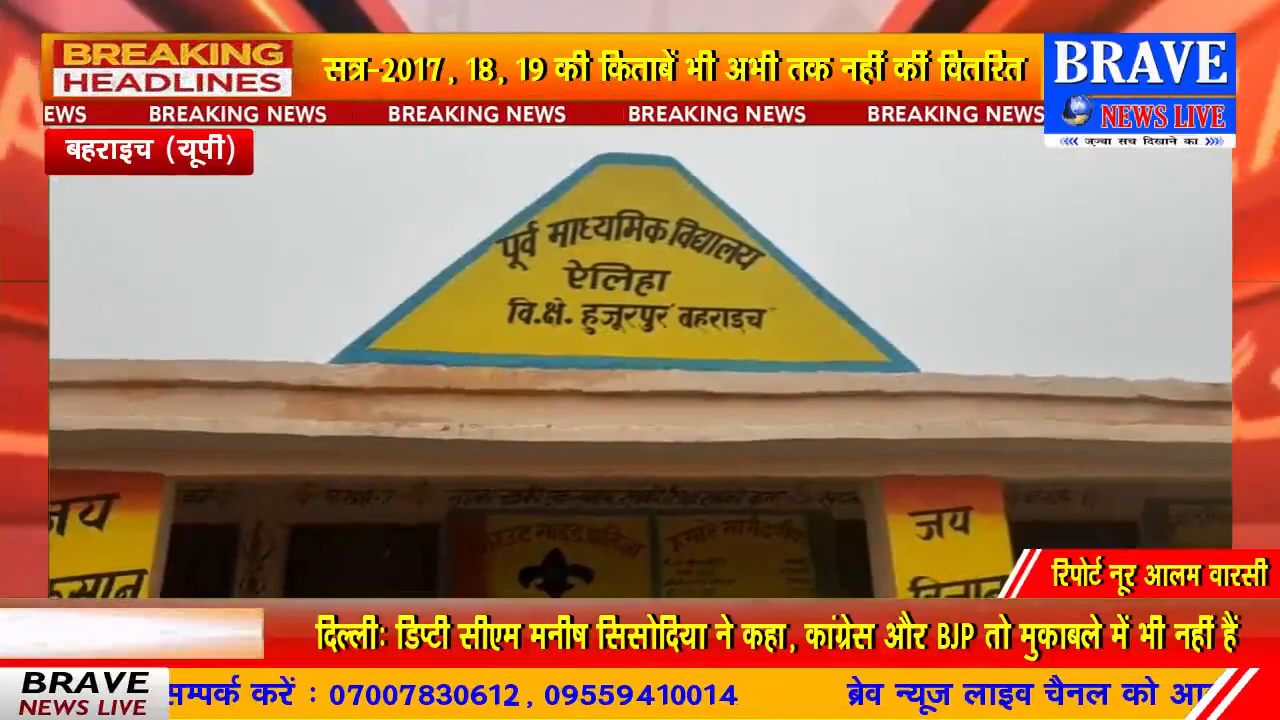 BREAKING
HEADLINES
सत्र-2017, 18, 19 की किताबें भी अभी तक नहीं कीं वितरित
BRAVE
NEWS LIVE
जज़्बा सच दिखाने का
EWS BREAKING NEWS BREAKING NEWS BREAKING NEWS BREAKING NEWS
बहराइच (यूपी)
पूर्व माध्यमिक विद्यालय
ऐलिहा
वि.क्षे. हुजूरपुर बहराइच
जय
जय
रिपोर्ट नूर आलम वारसी
दिल्ली: डिप्टी सीएम मनीष सिसोदिया ने कहा, कांग्रेस और BJP तो मुकाबले में भी नहीं हैं
BRAVE
NEWS LIVE
सम्पर्क करें : 07007830612, 09559410014 ब्रेव न्यूज लाइव चैनल को